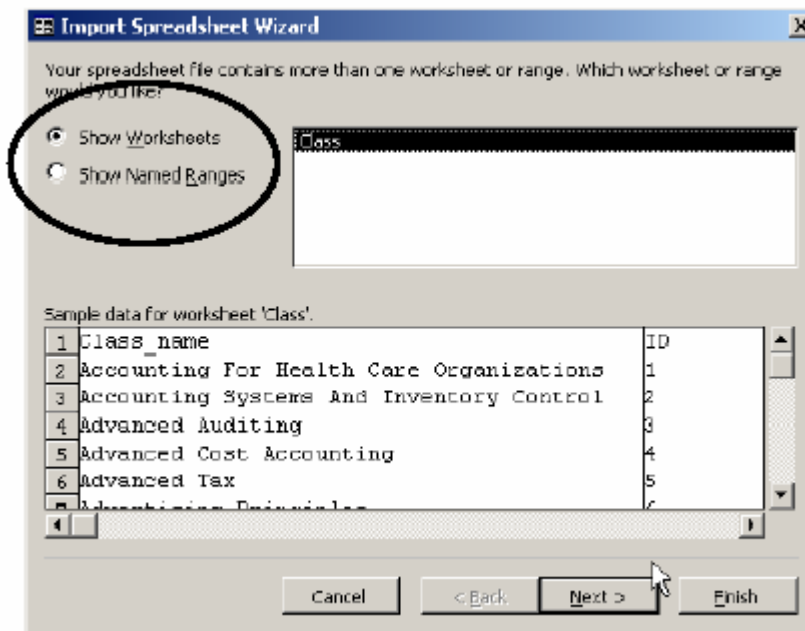 Import Spreadsheet Wizard
Your spreadsheet file contains more than one worksheet or range. Which worksheet or range
would you like?
Show Worksheets
Show Named Ranges
Class
Sample data for worksheet 'Class'.
1 Class_name ID
2 Accounting For Health Care Organizations 1
3 Accounting Systems And Inventory Control 2
4 Advanced Auditing 3
5 Advanced Cost Accounting 4
6 Advanced Tax 5
Cancel < Back Next > Finish